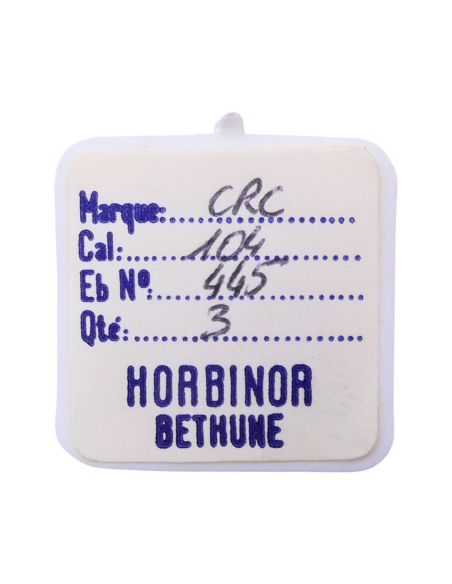 Marque: CRC
Cal: 104
Eb Nº: 445
Qté: 3
HORBINOR
BETHUNE